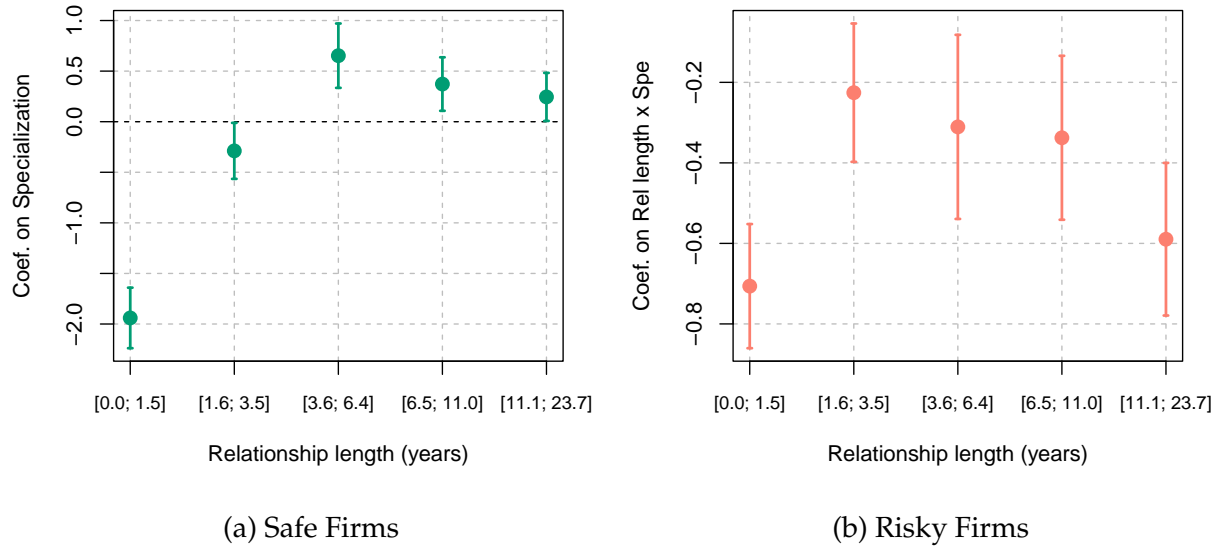 Coef. on Specialization
1.0
0.5
0.0
−1.0
−2.0
[0.0; 1.5] [1.6; 3.5] [3.6; 6.4] [6.5; 11.0] [11.1; 23.7]
Relationship length (years)
(a) Safe Firms
Coef. on Rel length x Spe
−0.2
−0.4
−0.6
−0.8
[0.0; 1.5] [1.6; 3.5] [3.6; 6.4] [6.5; 11.0] [11.1; 23.7]
Relationship length (years)
(b) Risky Firms